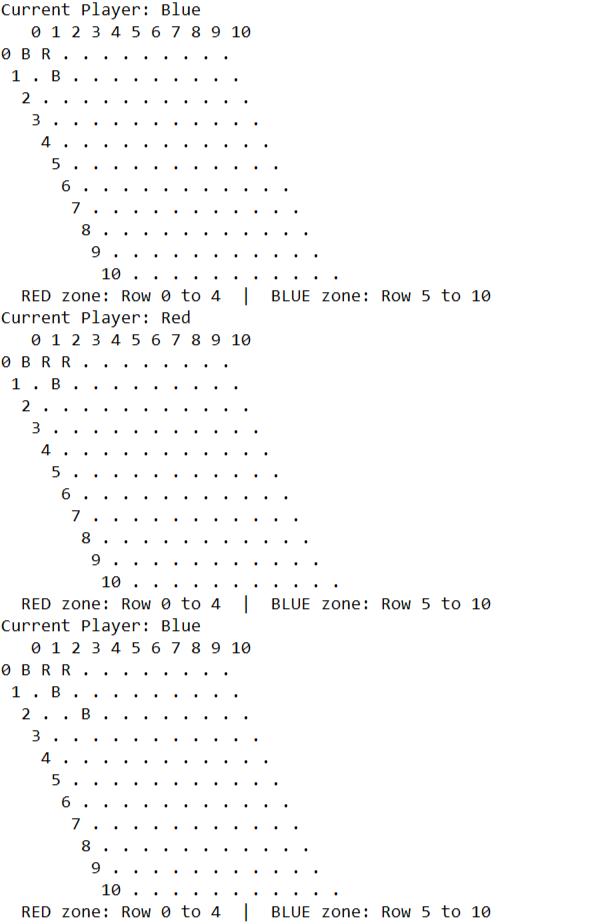 Current Player: Blue
   0 1 2 3 4 5 6 7 8 9 10
0 B R . . . . . . . . .
 1 . B . . . . . . . . .
  2 . . . . . . . . . . .
   3 . . . . . . . . . . .
    4 . . . . . . . . . . .
     5 . . . . . . . . . . .
      6 . . . . . . . . . . .
       7 . . . . . . . . . . .
        8 . . . . . . . . . . .
         9 . . . . . . . . . . .
          10 . . . . . . . . . . .
  RED zone: Row 0 to 4  |  BLUE zone: Row 5 to 10
Current Player: Red
   0 1 2 3 4 5 6 7 8 9 10
0 B R R . . . . . . . .
 1 . B . . . . . . . . .
  2 . . . . . . . . . . .
   3 . . . . . . . . . . .
    4 . . . . . . . . . . .
     5 . . . . . . . . . . .
      6 . . . . . . . . . . .
       7 . . . . . . . . . . .
        8 . . . . . . . . . . .
         9 . . . . . . . . . . .
          10 . . . . . . . . . . .
  RED zone: Row 0 to 4  |  BLUE zone: Row 5 to 10
Current Player: Blue
   0 1 2 3 4 5 6 7 8 9 10
0 B R R . . . . . . . .
 1 . B . . . . . . . . .
  2 . . B . . . . . . . .
   3 . . . . . . . . . . .
    4 . . . . . . . . . . .
     5 . . . . . . . . . . .
      6 . . . . . . . . . . .
       7 . . . . . . . . . . .
        8 . . . . . . . . . . .
         9 . . . . . . . . . . .
          10 . . . . . . . . . . .
  RED zone: Row 0 to 4  |  BLUE zone: Row 5 to 10